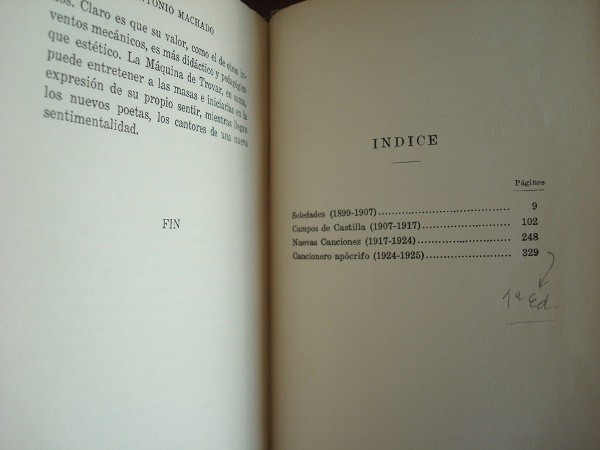 ANTONIO MACHADO
dos. Claro es que su valor, como el de otros in-
ventos mecánicos, es más didáctico y pedagógico
que estético. La Máquina de Trovar, en suma,
puede entretener a las masas e iniciarlas en la
expresión de su propio sentir, mientras llegan
los nuevos poetas, los cantores de una nueva
sentimentalidad.
FIN
INDICE
Páginas
Soledades (1899-1907) 9
Campos de Castilla (1907-1917) 102
Nuevas Canciones (1917-1924) 248
Cancionero apócrifo (1924-1925) 329
1ª Ed.